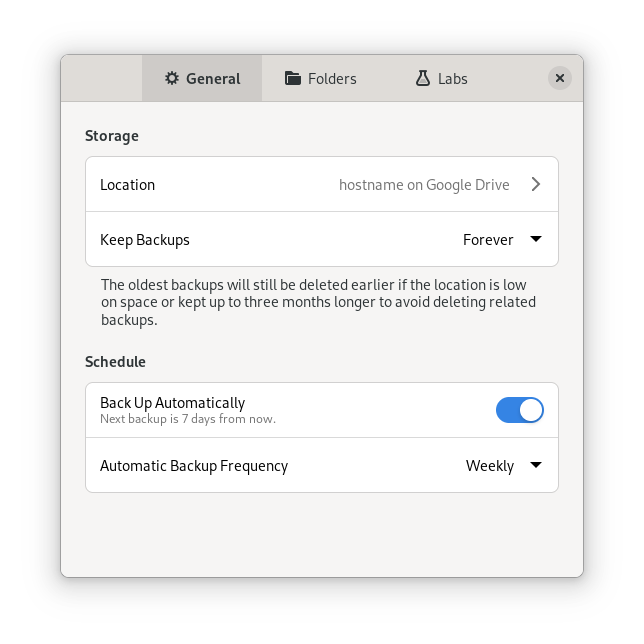 General
Folders
Labs
Storage
Location
hostname on Google Drive
Keep Backups
Forever
The oldest backups will still be deleted earlier if the location is low
on space or kept up to three months longer to avoid deleting related
backups.
Schedule
Back Up Automatically
Next backup is 7 days from now.
Automatic Backup Frequency
Weekly